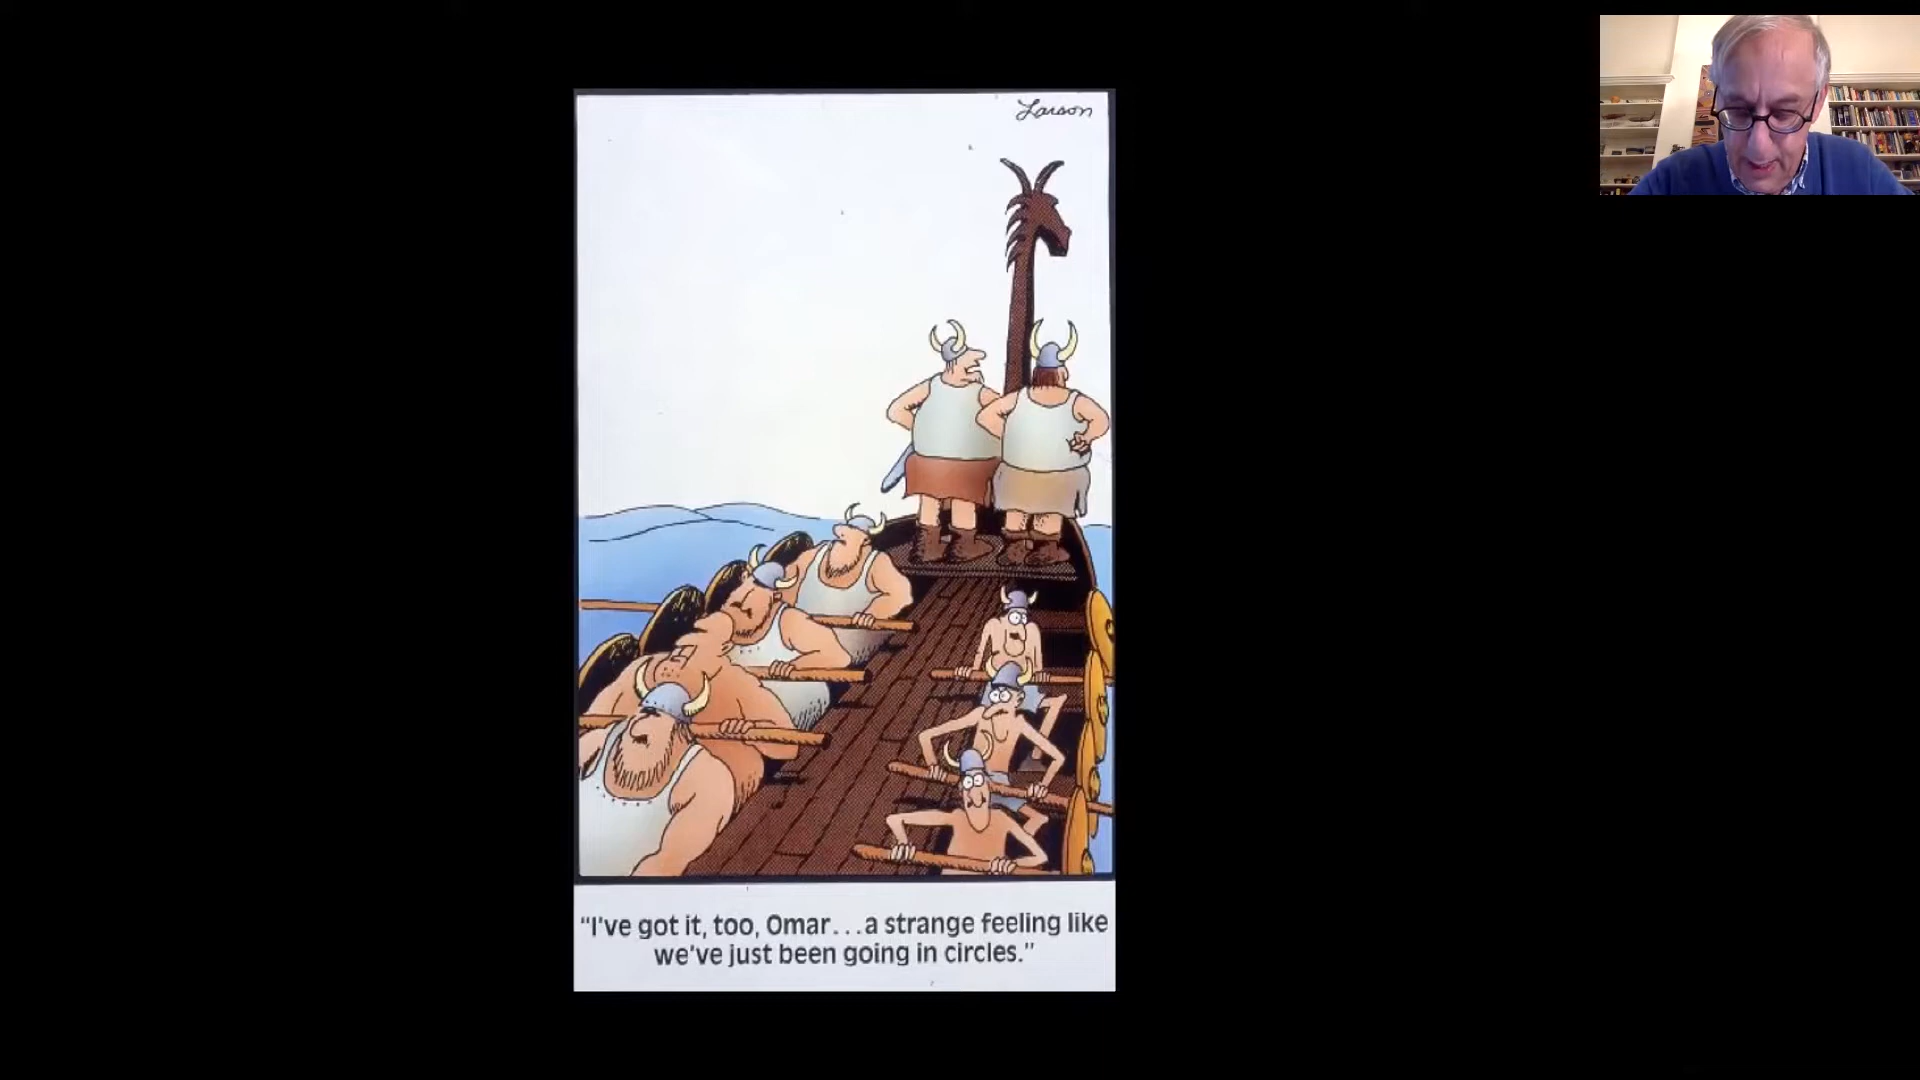 Larson
“I've got it, too, Omar...a strange feeling like
we've just been going in circles.”